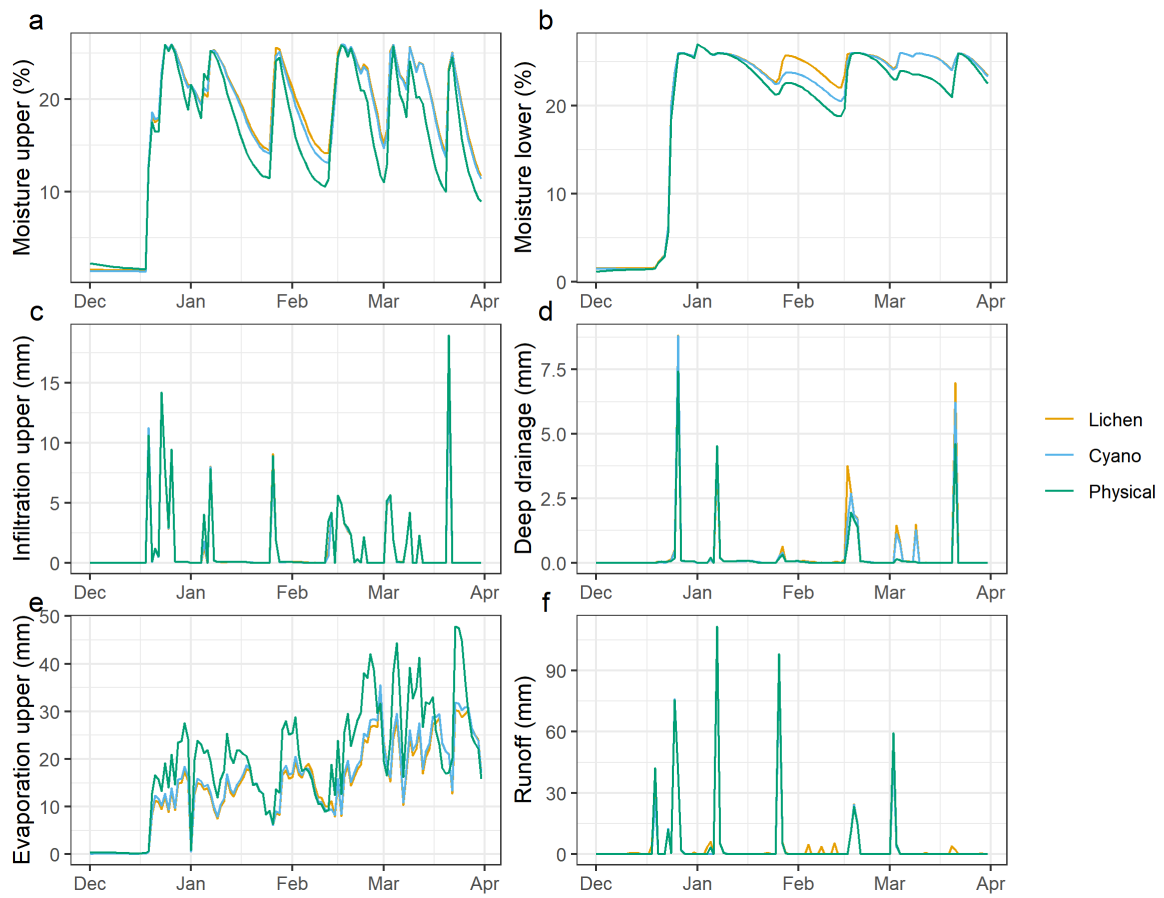 a
Moisture upper (%)
20
10
Dec Jan Feb Mar Apr
b
Moisture lower (%)
20
10
0
Dec Jan Feb Mar Apr
c
Infiltration upper (mm)
15
10
5
0
Dec Jan Feb Mar Apr
d
Deep drainage (mm)
7.5
5.0
2.5
0.0
Dec Jan Feb Mar Apr
Lichen
Cyano
Physical
e
Evaporation upper (mm)
50
40
30
20
10
0
Dec Jan Feb Mar Apr
f
Runoff (mm)
90
60
30
0
Dec Jan Feb Mar Apr